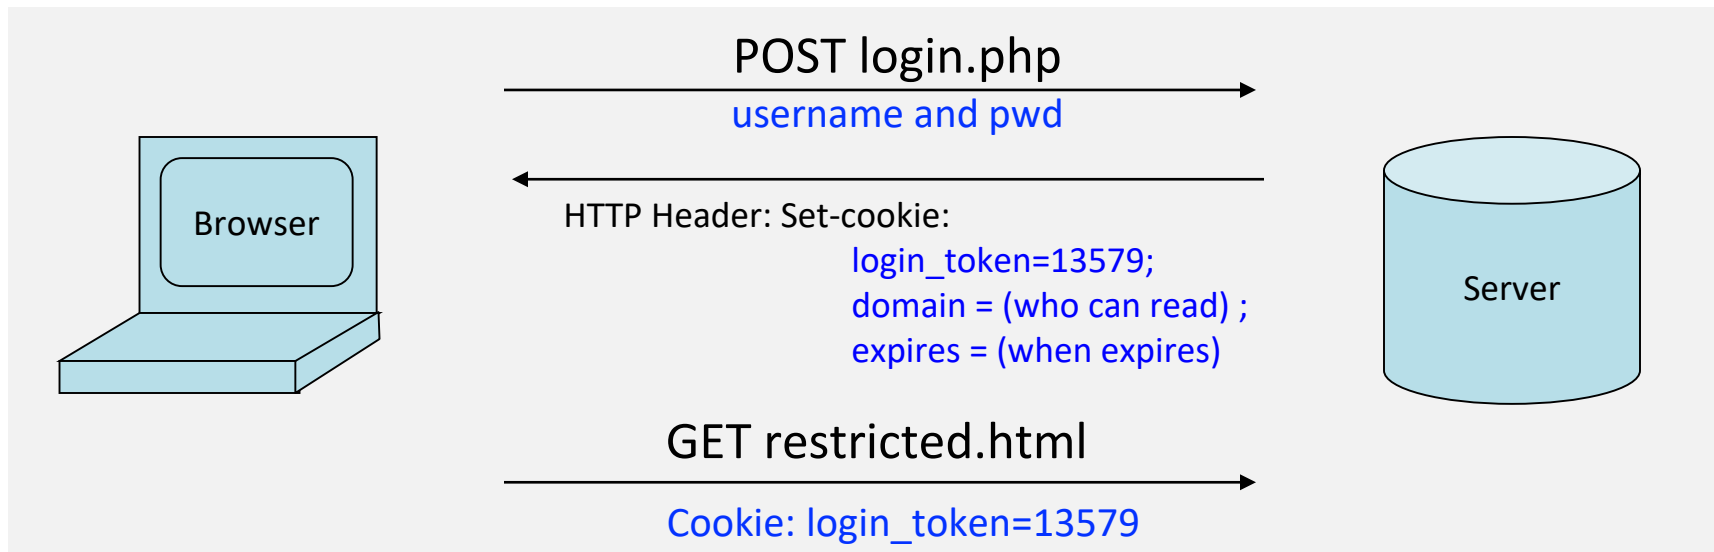 POST login.php
username and pwd
Browser
HTTP Header: Set-cookie:
login_token=13579;
domain = (who can read) ;
expires = (when expires)
Server
GET restricted.html
Cookie: login_token=13579